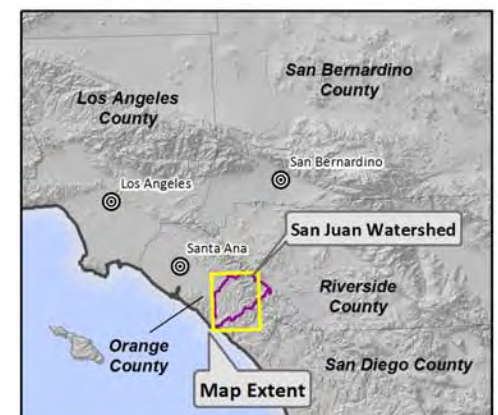 San Bernardino
County
Los Angeles
County
San Bernardino
Los Angeles
San Juan Watershed
Santa Ana
Riverside
County
Orange
County
San Diego County
Map Extent